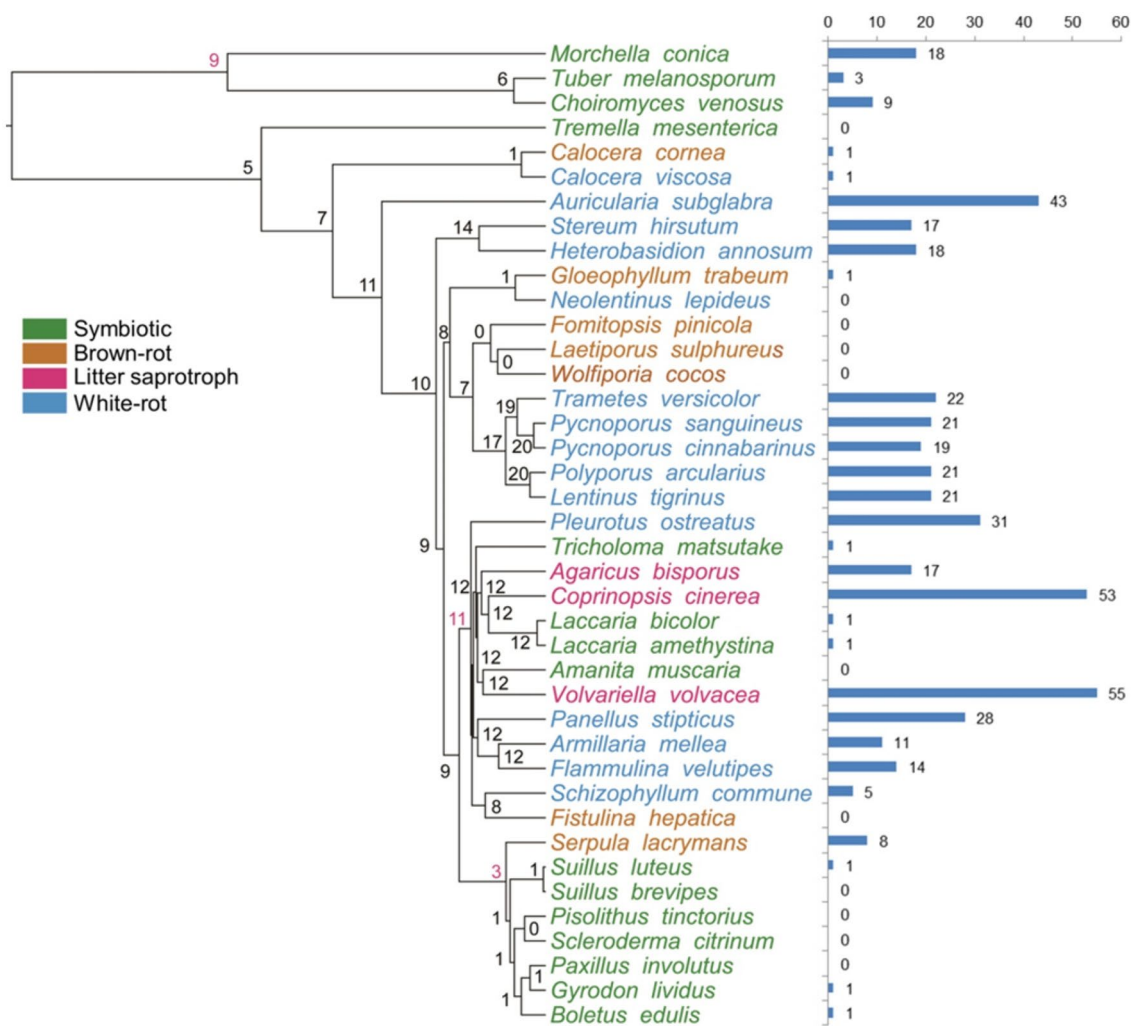 0 10 20 30 40 50 60
9 Morchella conica 18
6 Tuber melanosporum 3
Choiromyces venosus 9
Tremella mesenterica 0
5
1 Calocera cornea 1
Calocera viscosa 1
7 Auricularia subglabra 43
14 Stereum hirsutum 17
Heterobasidion annosum 18
11 1 Gloeophyllum trabeum 1
Neolentinus lepideus 0
Symbiotic 8 0 Fomitopsis pinicola 0
Brown-rot Laetiporus sulphureus 0
0
Litter saprotroph 10 7 Wolfiporia cocos 0
White-rot 19 Trametes versicolor 22
Pycnoporus sanguineus 21
17 20 Pycnoporus cinnabarinus 19
20 Polyporus arcularius 21
Lentinus tigrinus 21
Pleurotus ostreatus 31
9 Tricholoma matsutake 1
12 12 Agaricus bisporus 17
Coprinopsis cinerea 53
11 12 Laccaria bicolor 1
12 Laccaria amethystina 1
12 Amanita muscaria 0
12 Volvariella volvacea 55
Panellus stipticus 28
12 Armillaria mellea 11
9 12 Flammulina velutipes 14
Schizophyllum commune 5
8 Fistulina hepatica 0
Serpula lacrymans 8
3 1 Suillus luteus 1
Suillus brevipes 0
1 Pisolithus tinctorius 0
0 Scleroderma citrinum 0
1 Paxillus involutus 0
1 Gyrodon lividus 1
1 Boletus edulis 1